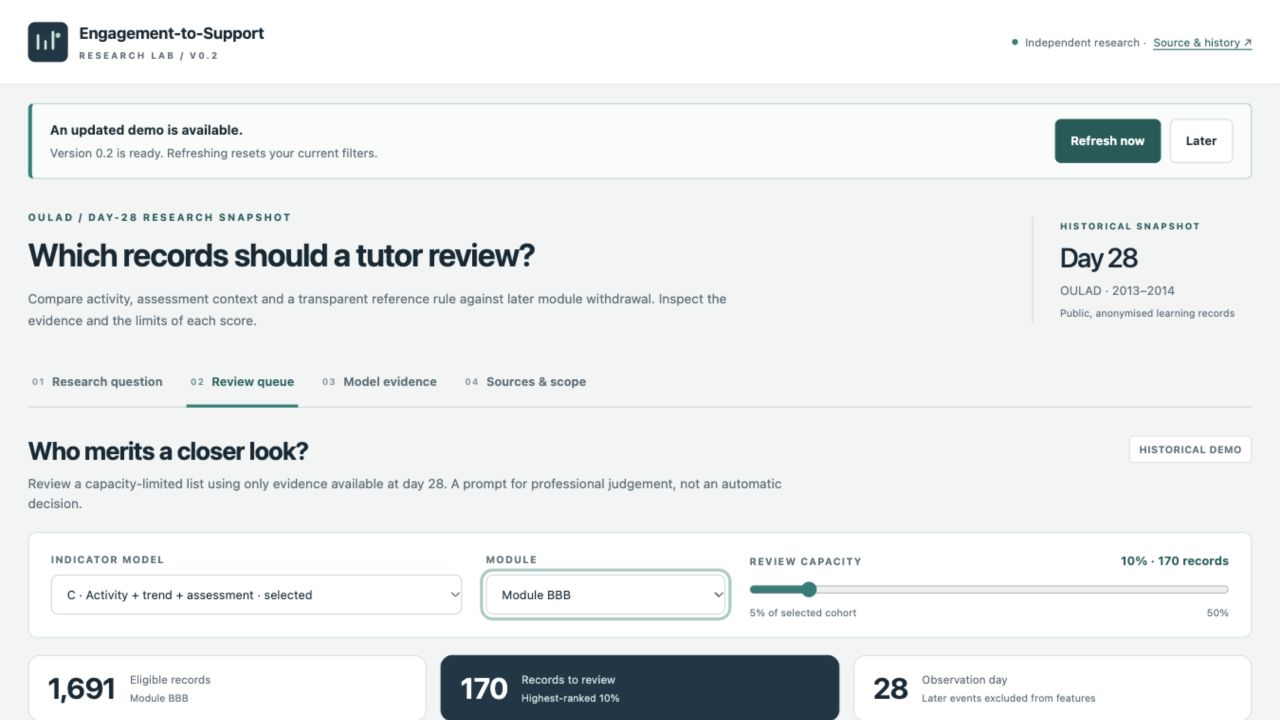 Engagement-to-Support
RESEARCH LAB / V0.2
Independent research · Source & history ↗
An updated demo is available.
Version 0.2 is ready. Refreshing resets your current filters.
Refresh now
Later
OULAD / DAY-28 RESEARCH SNAPSHOT
Which records should a tutor review?
Compare activity, assessment context and a transparent reference rule against later module withdrawal. Inspect the
evidence and the limits of each score.
HISTORICAL SNAPSHOT
Day 28
OULAD · 2013–2014
Public, anonymised learning records
01 Research question
02 Review queue
03 Model evidence
04 Sources & scope
Who merits a closer look?
HISTORICAL DEMO
Review a capacity-limited list using only evidence available at day 28. A prompt for professional judgement, not an automatic
decision.
INDICATOR MODEL
C · Activity + trend + assessment · selected
MODULE
Module BBB
REVIEW CAPACITY
10% · 170 records
5% of selected cohort
50%
1,691
Eligible records
Module BBB
170
Records to review
Highest-ranked 10%
28
Observation day
Later events excluded from features